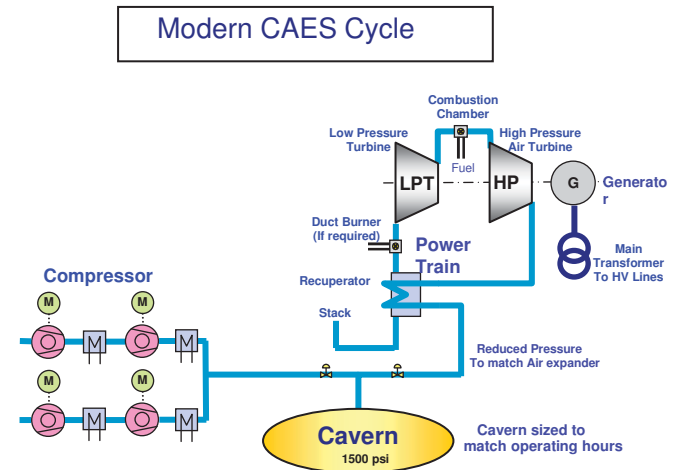 Modern CAES Cycle
Combustion
Chamber
Low Pressure
Turbine
High Pressure
Air Turbine
Fuel
LPT
HP
G
Generato
r
Duct Burner
(If required)
Power
Train
Main
Transformer
To HV Lines
Compressor
Recuperator
M
M
Stack
Reduced Pressure
To match Air expander
M
M
Cavern
1500 psi
Cavern sized to
match operating hours